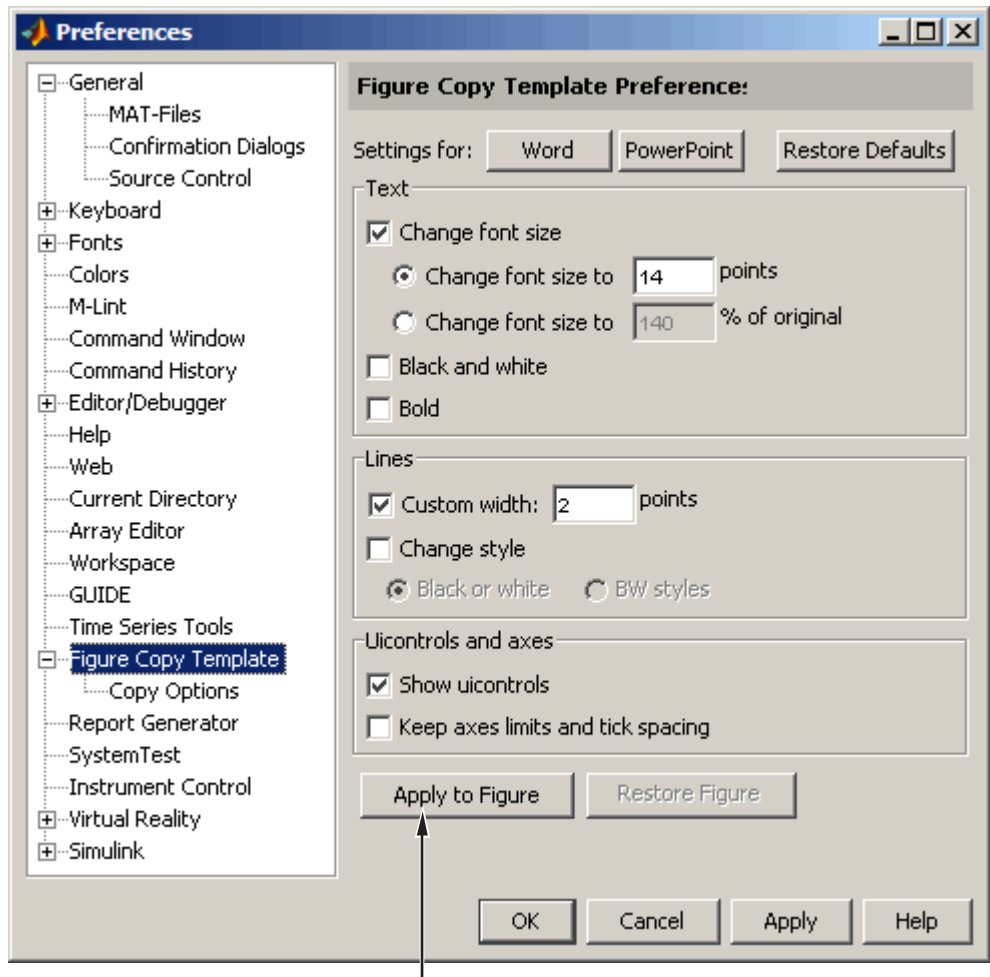 Preferences
General
MAT-Files
Confirmation Dialogs
Source Control
Keyboard
Fonts
Colors
M-Lint
Command Window
Command History
Editor/Debugger
Help
Web
Current Directory
Array Editor
Workspace
GUIDE
Time Series Tools
Figure Copy Template
Copy Options
Report Generator
SystemTest
Instrument Control
Virtual Reality
Simulink
Figure Copy Template Preference:
Settings for: Word PowerPoint Restore Defaults
Text
Change font size
Change font size to 14 points
Change font size to 140 % of original
Black and white
Bold
Lines
Custom width: 2 points
Change style
Black or white BW styles
Uicontrols and axes
Show uicontrols
Keep axes limits and tick spacing
Apply to Figure Restore Figure
OK Cancel Apply Help